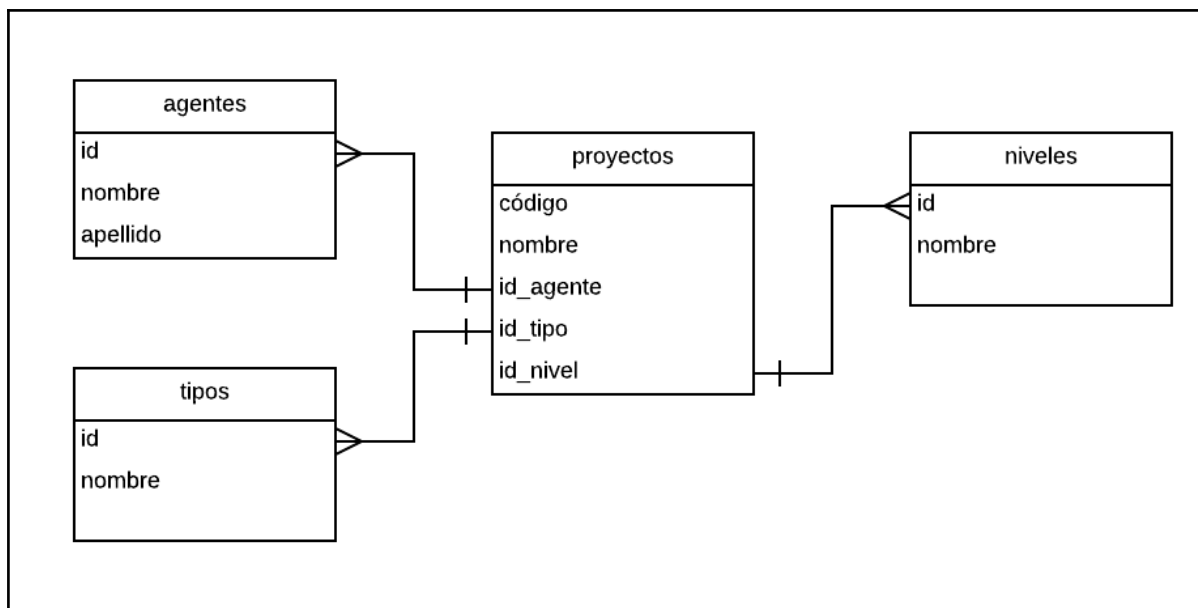 agentes
id
nombre
apellido
proyectos
código
nombre
id_agente
id_tipo
id_nivel
niveles
id
nombre
tipos
id
nombre